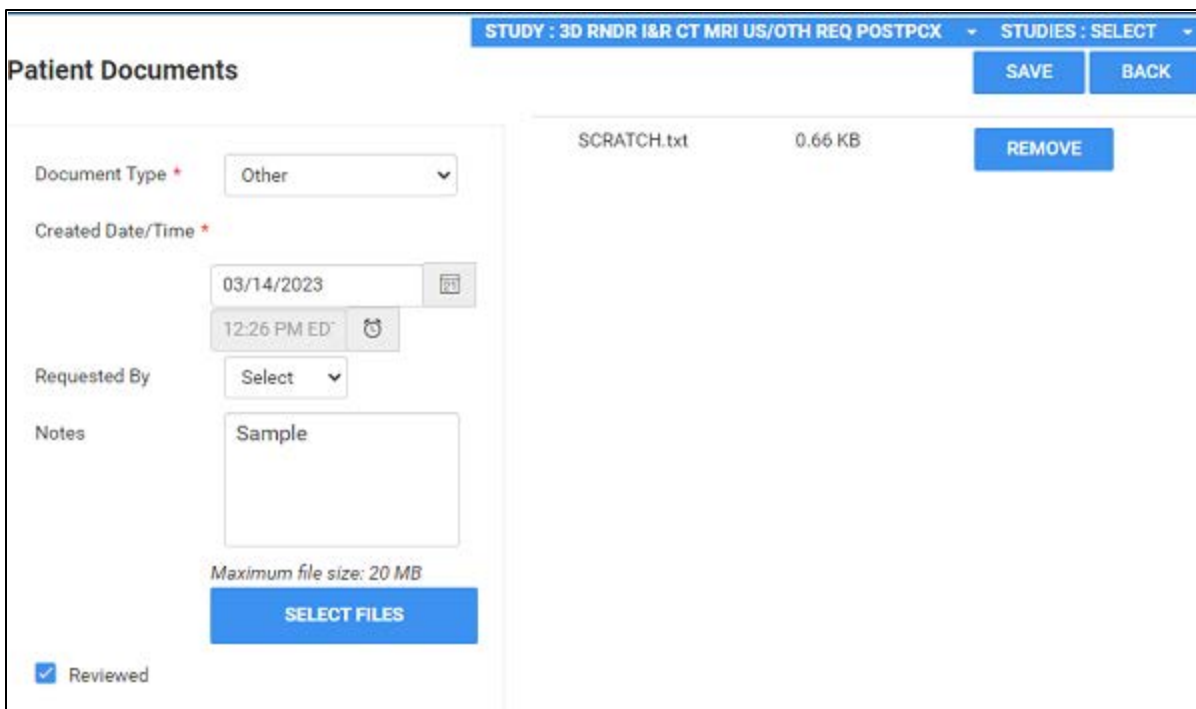 STUDY : 3D RNDR I&R CT MRI US/OTH REQ POSTPCX STUDIES : SELECT
Patient Documents
SAVE BACK
SCRATCH.txt 0.66 KB REMOVE
Document Type * Other
Created Date/Time *
03/14/2023
12:26 PM ED
Requested By Select
Notes Sample
Maximum file size: 20 MB
SELECT FILES
Reviewed